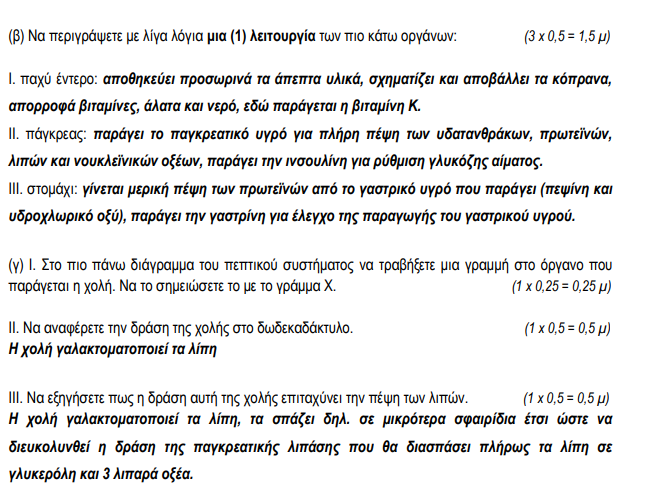 (β) Να περιγράψετε με λίγα λόγια μια (1) λειτουργία των πιο κάτω οργάνων: (3 x 0,5 = 1,5 μ)
Ι. παχύ έντερο: αποθηκεύει προσωρινά τα άπεπτα υλικά, σχηματίζει και αποβάλλει τα κόπρανα,
απορροφά βιταμίνες, άλατα και νερό, εδώ παράγεται η βιταμίνη Κ.
ΙΙ. πάγκρεας: παράγει το παγκρεατικό υγρό για πλήρη πέψη των υδατανθράκων, πρωτεϊνών,
λιπών και νουκλεϊνικών οξέων, παράγει την ινσουλίνη για ρύθμιση γλυκόζης αίματος.
ΙΙΙ. στομάχι: γίνεται μερική πέψη των πρωτεϊνών από το γαστρικό υγρό που παράγει (πεψίνη και
υδροχλωρικό οξύ), παράγει την γαστρίνη για έλεγχο της παραγωγής του γαστρικού υγρού.
(γ) Ι. Στο πιο πάνω διάγραμμα του πεπτικού συστήματος να τραβήξετε μια γραμμή στο όργανο που
παράγεται η χολή. Να το σημειώσετε το με το γράμμα Χ. (1 x 0,25 = 0,25 μ)
ΙΙ. Να αναφέρετε την δράση της χολής στο δωδεκαδάκτυλο. (1 x 0,5 = 0,5 μ)
Η χολή γαλακτοματοποιεί τα λίπη
ΙΙΙ. Να εξηγήσετε πως η δράση αυτή της χολής επιταχύνει την πέψη των λιπών. (1 x 0,5 = 0,5 μ)
Η χολή γαλακτοματοποιεί τα λίπη, τα σπάζει δηλ. σε μικρότερα σφαιρίδια έτσι ώστε να
διευκολυνθεί η δράση της παγκρεατικής λιπάσης που θα διασπάσει πλήρως τα λίπη σε
γλυκερόλη και 3 λιπαρά οξέα.